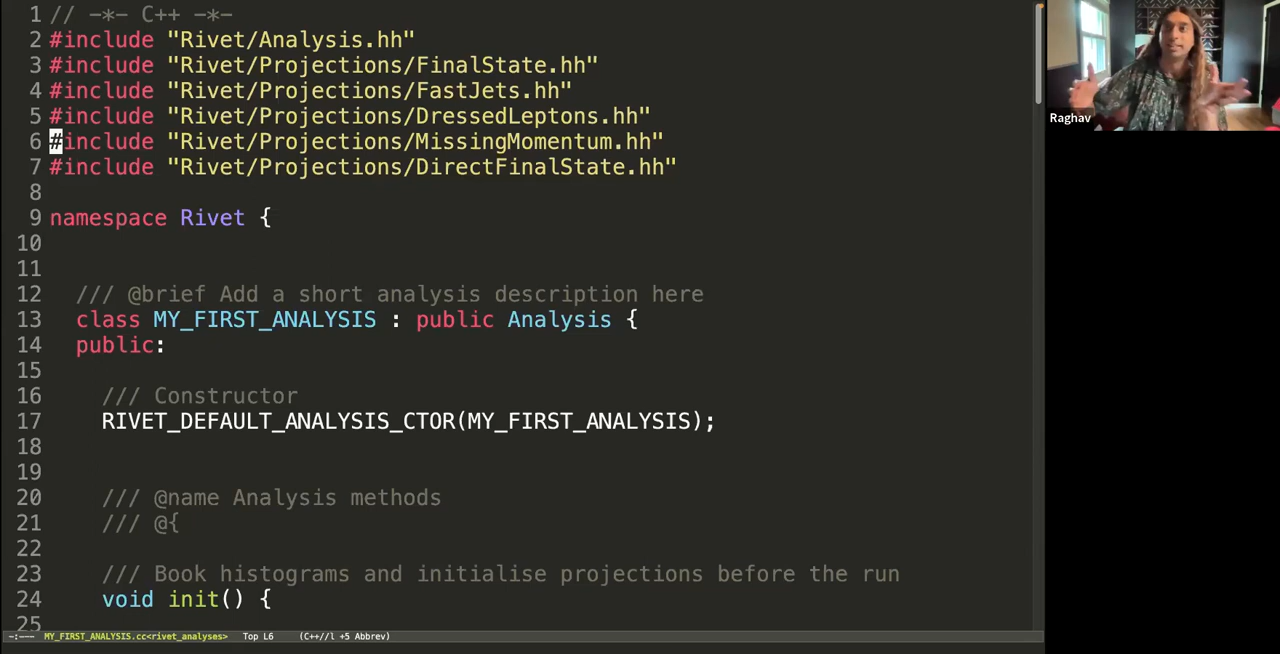 1 // -*- C++ -*-
2 #include "Rivet/Analysis.hh"
3 #include "Rivet/Projections/FinalState.hh"
4 #include "Rivet/Projections/FastJets.hh"
5 #include "Rivet/Projections/DressedLeptons.hh"
6 #include "Rivet/Projections/MissingMomentum.hh"
7 #include "Rivet/Projections/DirectFinalState.hh"
8
9 namespace Rivet {
10
11
12 /// @brief Add a short analysis description here
13 class MY_FIRST_ANALYSIS : public Analysis {
14 public:
15
16 /// Constructor
17 RIVET_DEFAULT_ANALYSIS_CTOR(MY_FIRST_ANALYSIS);
18
19
20 /// @name Analysis methods
21 /// @{
22
23 /// Book histograms and initialise projections before the run
24 void init() {
25
-:--- MY_FIRST_ANALYSIS.cc<rivet_analyses> Top L6 (C++//l +5 Abbrev)
Raghav